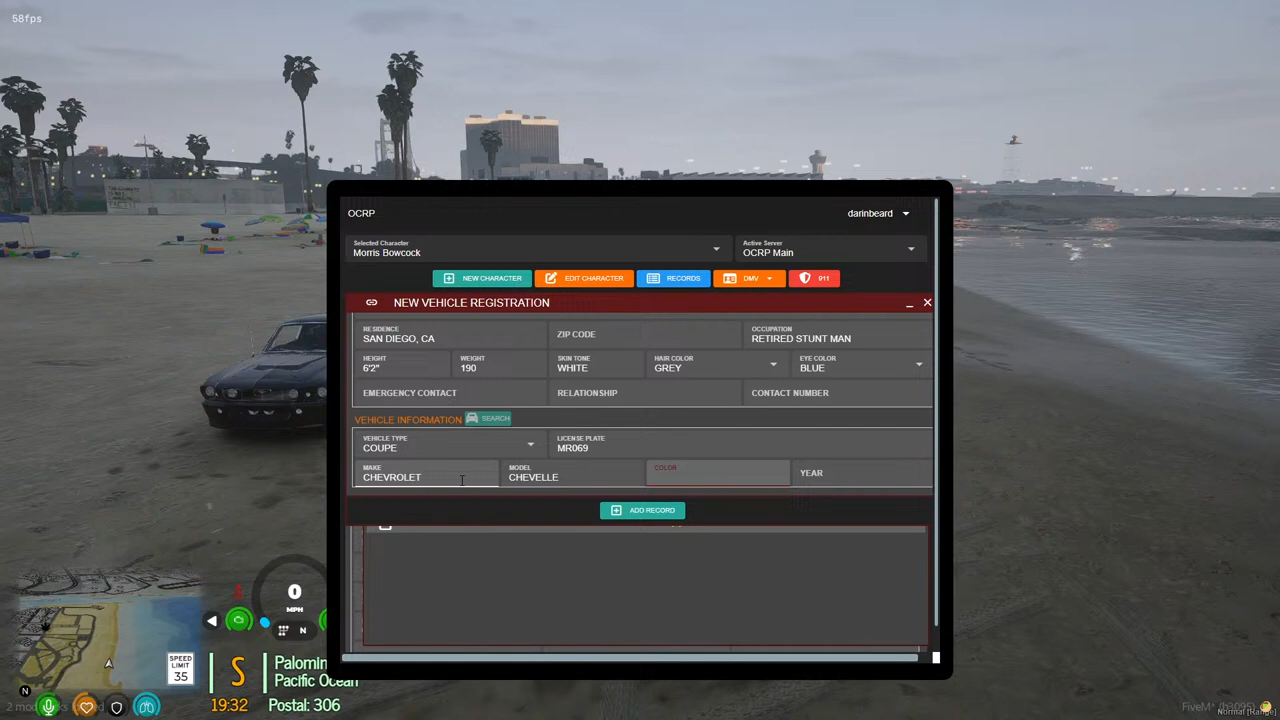 58fps
OCRP
darinbeard
Selected Character
Morris Bowcock
Active Server
OCRP Main
NEW CHARACTER
EDIT CHARACTER
RECORDS
DMV
911
NEW VEHICLE REGISTRATION
RESIDENCE
SAN DIEGO, CA
ZIP CODE
OCCUPATION
RETIRED STUNT MAN
HEIGHT
6'2"
WEIGHT
190
SKIN TONE
WHITE
HAIR COLOR
GREY
EYE COLOR
BLUE
EMERGENCY CONTACT
RELATIONSHIP
CONTACT NUMBER
VEHICLE INFORMATION
SEARCH
VEHICLE TYPE
COUPE
LICENSE PLATE
MR069
MAKE
CHEVROLET
MODEL
CHEVELLE
COLOR
YEAR
ADD RECORD
0
MPH
N
SPEED
LIMIT
35
S
19:32
Palomin
Pacific Ocean
Postal: 306
N
2 mod
Normal [Range]